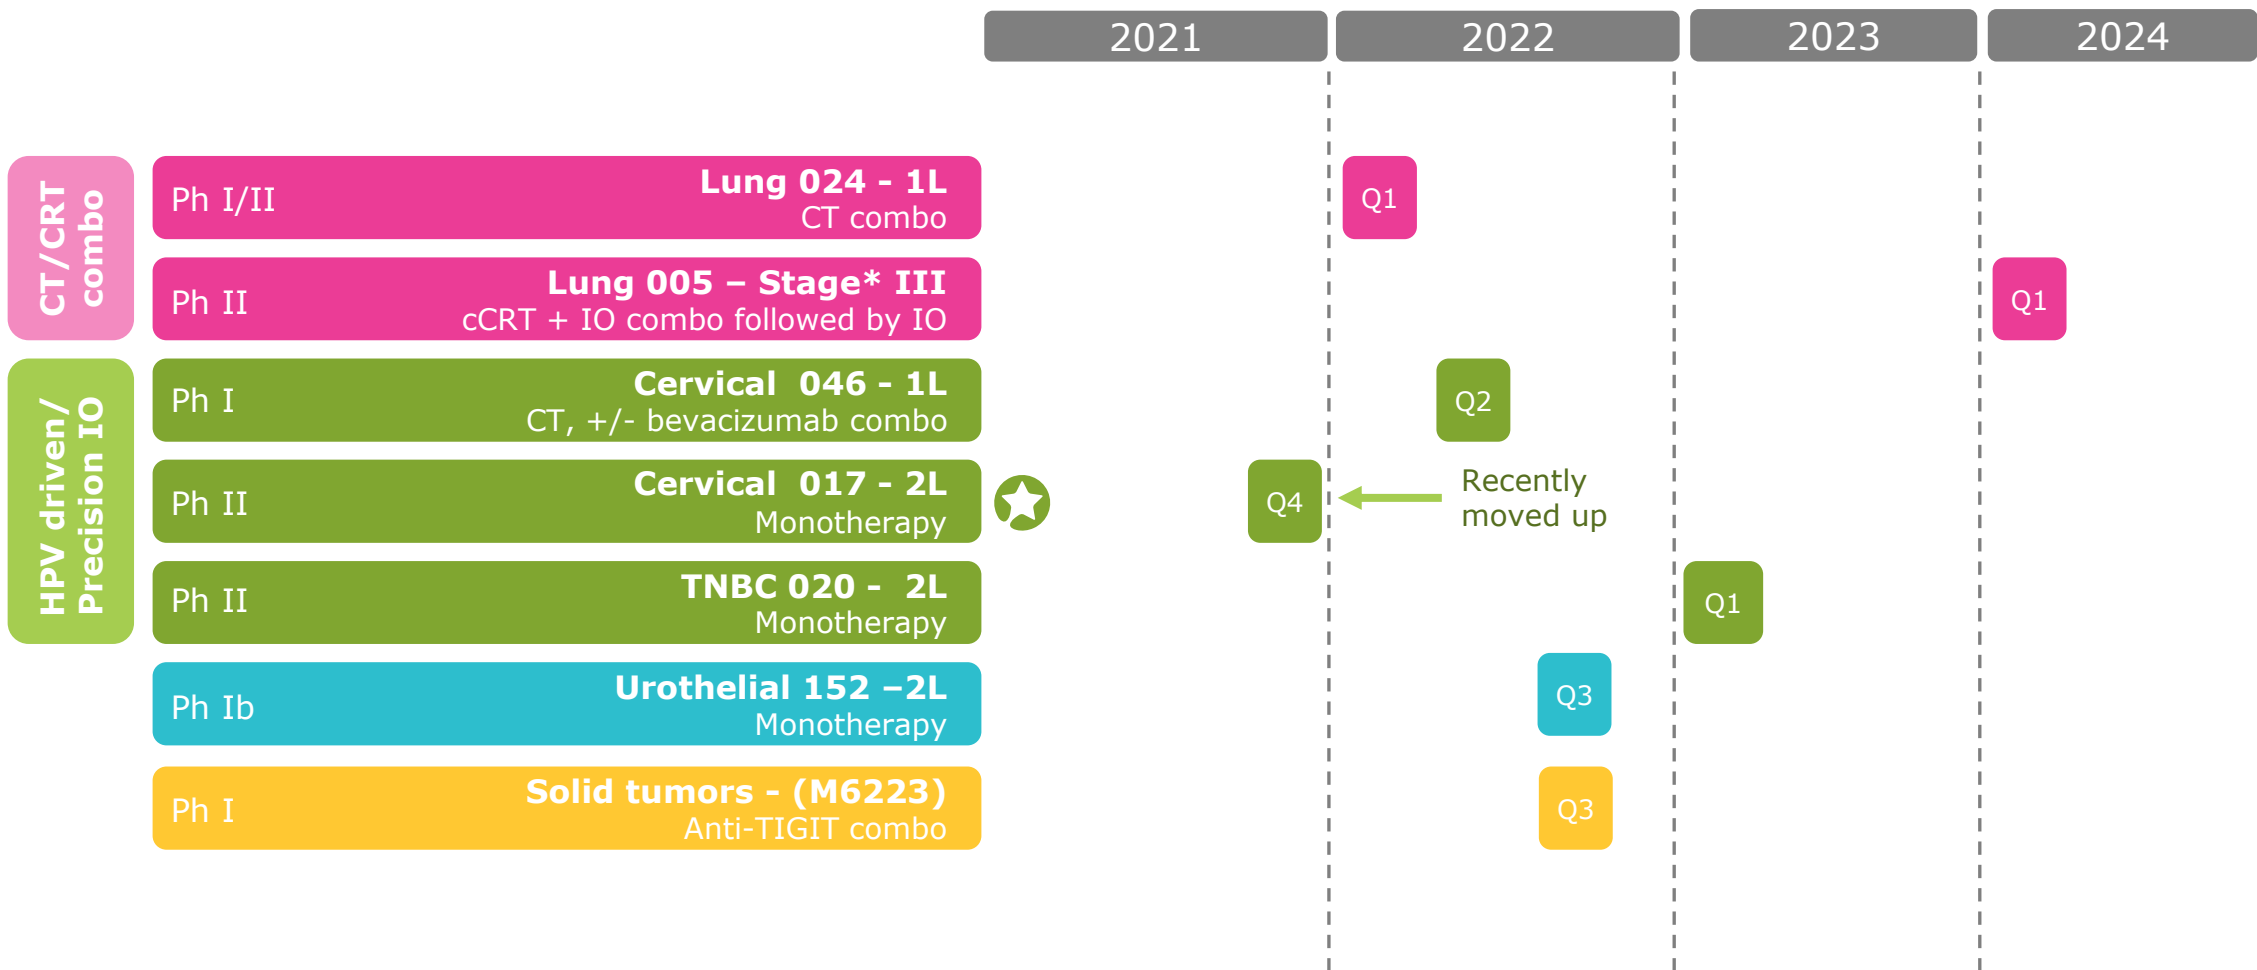 2021
2022
2023
2024
CT/CRT
combo
Ph I/II
Lung 024 - 1L
CT combo
Q1
Ph II
Lung 005 – Stage* III
cCRT + IO combo followed by IO
Q1
HPV driven/
Precision IO
Ph I
Cervical  046 - 1L
CT, +/- bevacizumab combo
Q2
Ph II
Cervical  017 - 2L
Monotherapy
Q4
Recently
moved up
Ph II
TNBC 020 -  2L
Monotherapy
Q1
Ph Ib
Urothelial 152 –2L
Monotherapy
Q3
Ph I
Solid tumors - (M6223)
Anti-TIGIT combo
Q3